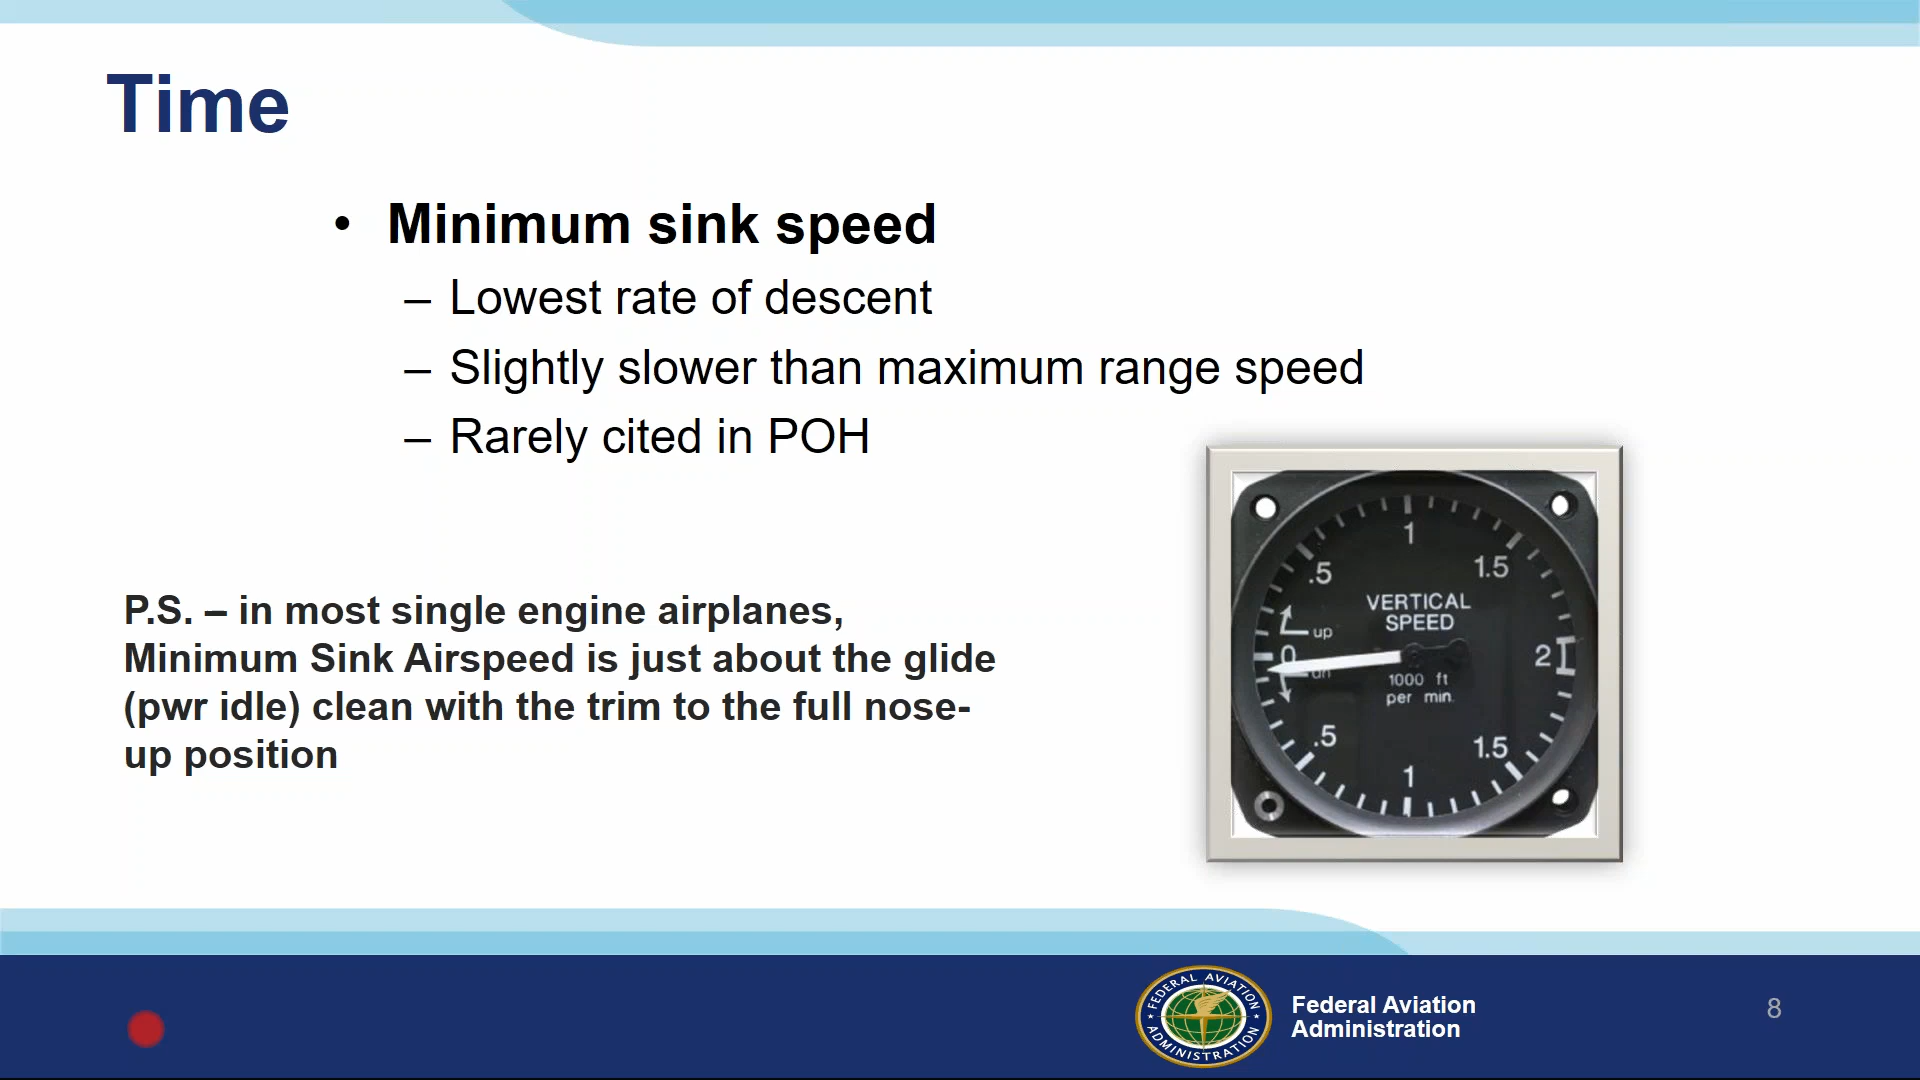 Time
• Minimum sink speed
– Lowest rate of descent
– Slightly slower than maximum range speed
– Rarely cited in POH
P.S. – in most single engine airplanes,
Minimum Sink Airspeed is just about the glide
(pwr idle) clean with the trim to the full nose-
up position
1
.5
1.5
VERTICAL
SPEED
up
0
2
dn
1000 ft
per min.
.5
1.5
1
FEDERAL AVIATION
ADMINISTRATION
Federal Aviation
Administration
8